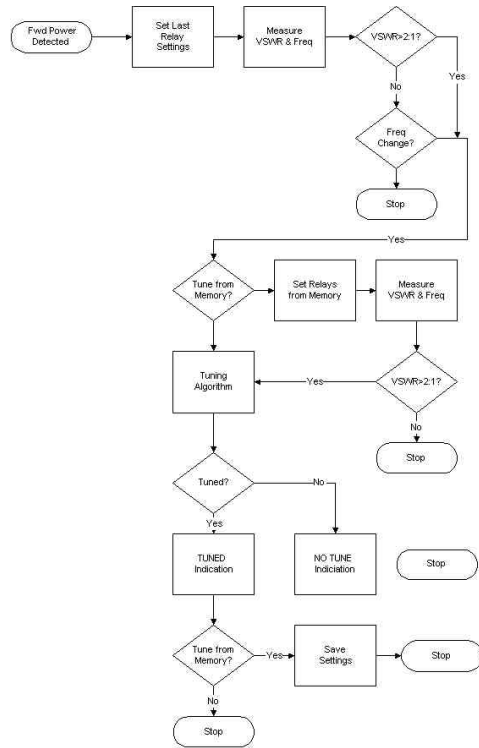 Fwd Power
Detected
Set Last
Relay
Settings
Measure
VSWR & Freq
VSWR>2:1?
Yes
No
Freq
Change?
Stop
Yes
Tune from
Memory?
Set Relays
from Memory
Measure
VSWR & Freq
Tuning
Algorithm
Yes
VSWR>2:1?
No
Stop
Tuned?
No
Yes
TUNED
Indication
NO TUNE
Indiciation
Stop
Tune from
Memory?
Yes
Save
Settings
Stop
No
Stop